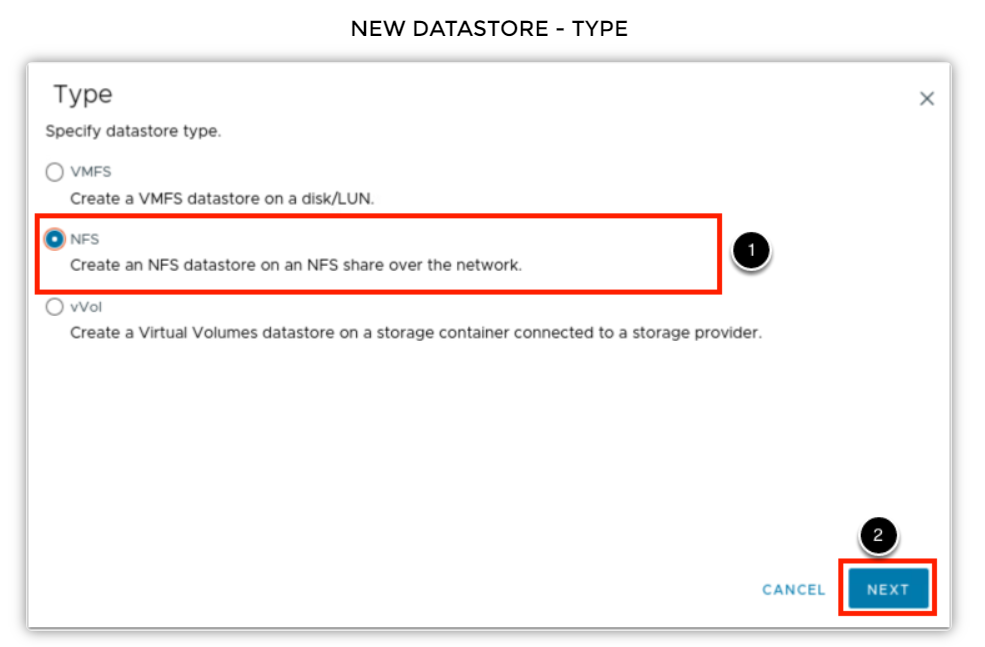 NEW DATASTORE - TYPE
Type
Specify datastore type.
VMFS
Create a VMFS datastore on a disk/LUN.
NFS
Create an NFS datastore on an NFS share over the network.
1
vVol
Create a Virtual Volumes datastore on a storage container connected to a storage provider.
2
CANCEL NEXT